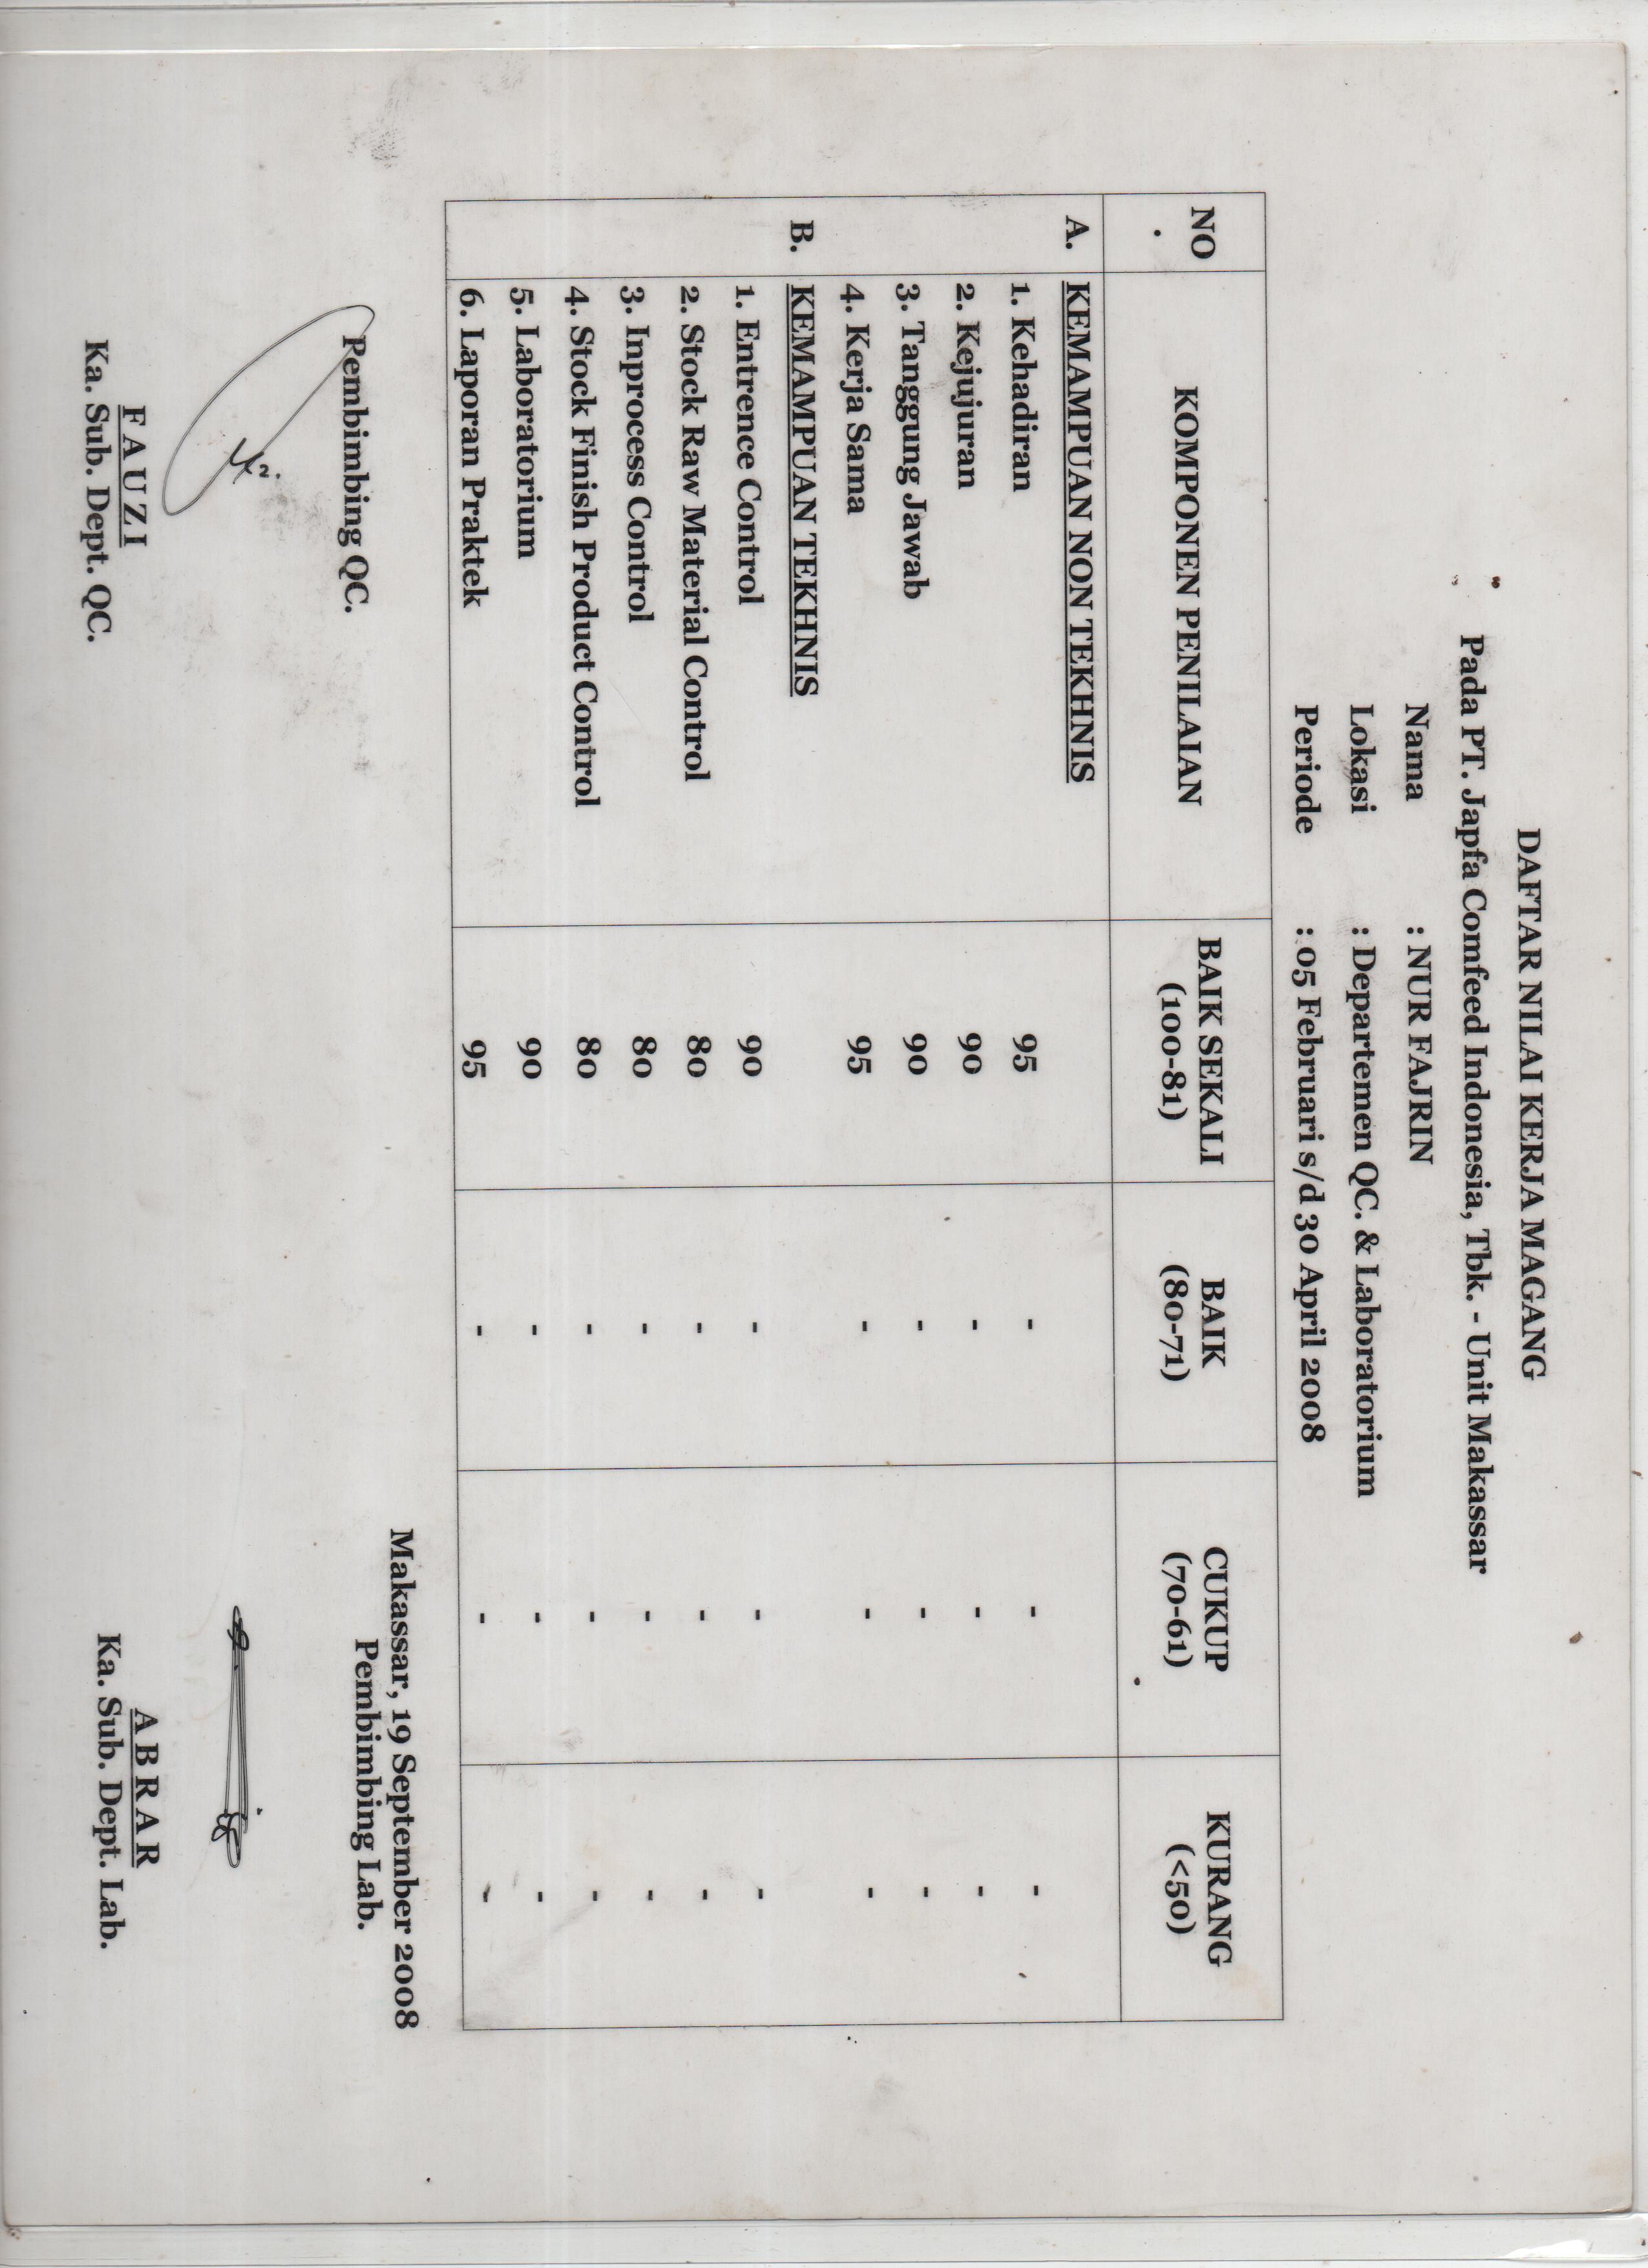 DAFTAR NILAI KERJA MAGANG
Pada PT. Japfa Comfeed Indonesia, Tbk. - Unit Makassar
Nama : NUR FAJRIN
Lokasi : Departemen QC. & Laboratorium
Periode : 05 Februari s/d 30 April 2008
NO. KOMPONEN PENILAIAN BAIK SEKALI (100-81) BAIK (80-71) CUKUP (70-61) KURANG (<50)
A. KEMAMPUAN NON TEKHNIS
1. Kehadiran 95 - - -
2. Kejujuran 90 - - -
3. Tanggung Jawab 90 - - -
4. Kerja Sama 95 - - -
B. KEMAMPUAN TEKHNIS
1. Entrence Control 90 - - -
2. Stock Raw Material Control 80 - - -
3. Inprocess Control 80 - - -
4. Stock Finish Product Control 80 - - -
5. Laboratorium 90 - - -
6. Laporan Praktek 95 - - -
Makassar, 19 September 2008
Pembimbing QC. Pembimbing Lab.
F A U Z I A B R A R
Ka. Sub. Dept. QC. Ka. Sub. Dept. Lab.